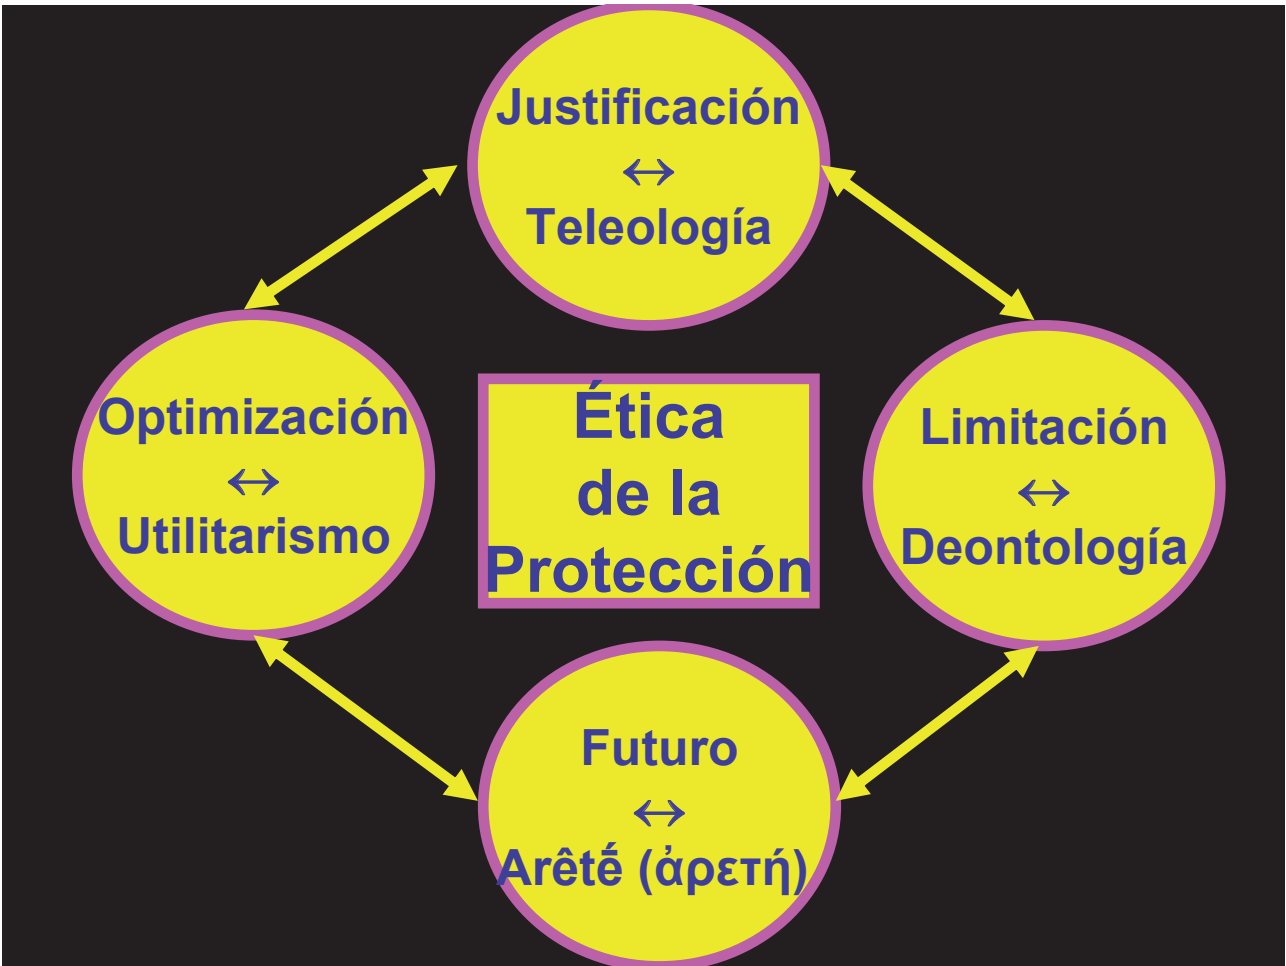 Justificación
↔
Teleología
Optimización
↔
Utilitarismo
Ética
de la
Protección
Limitación
↔
Deontología
Futuro
↔
Arêtḗ (ἀρετή)